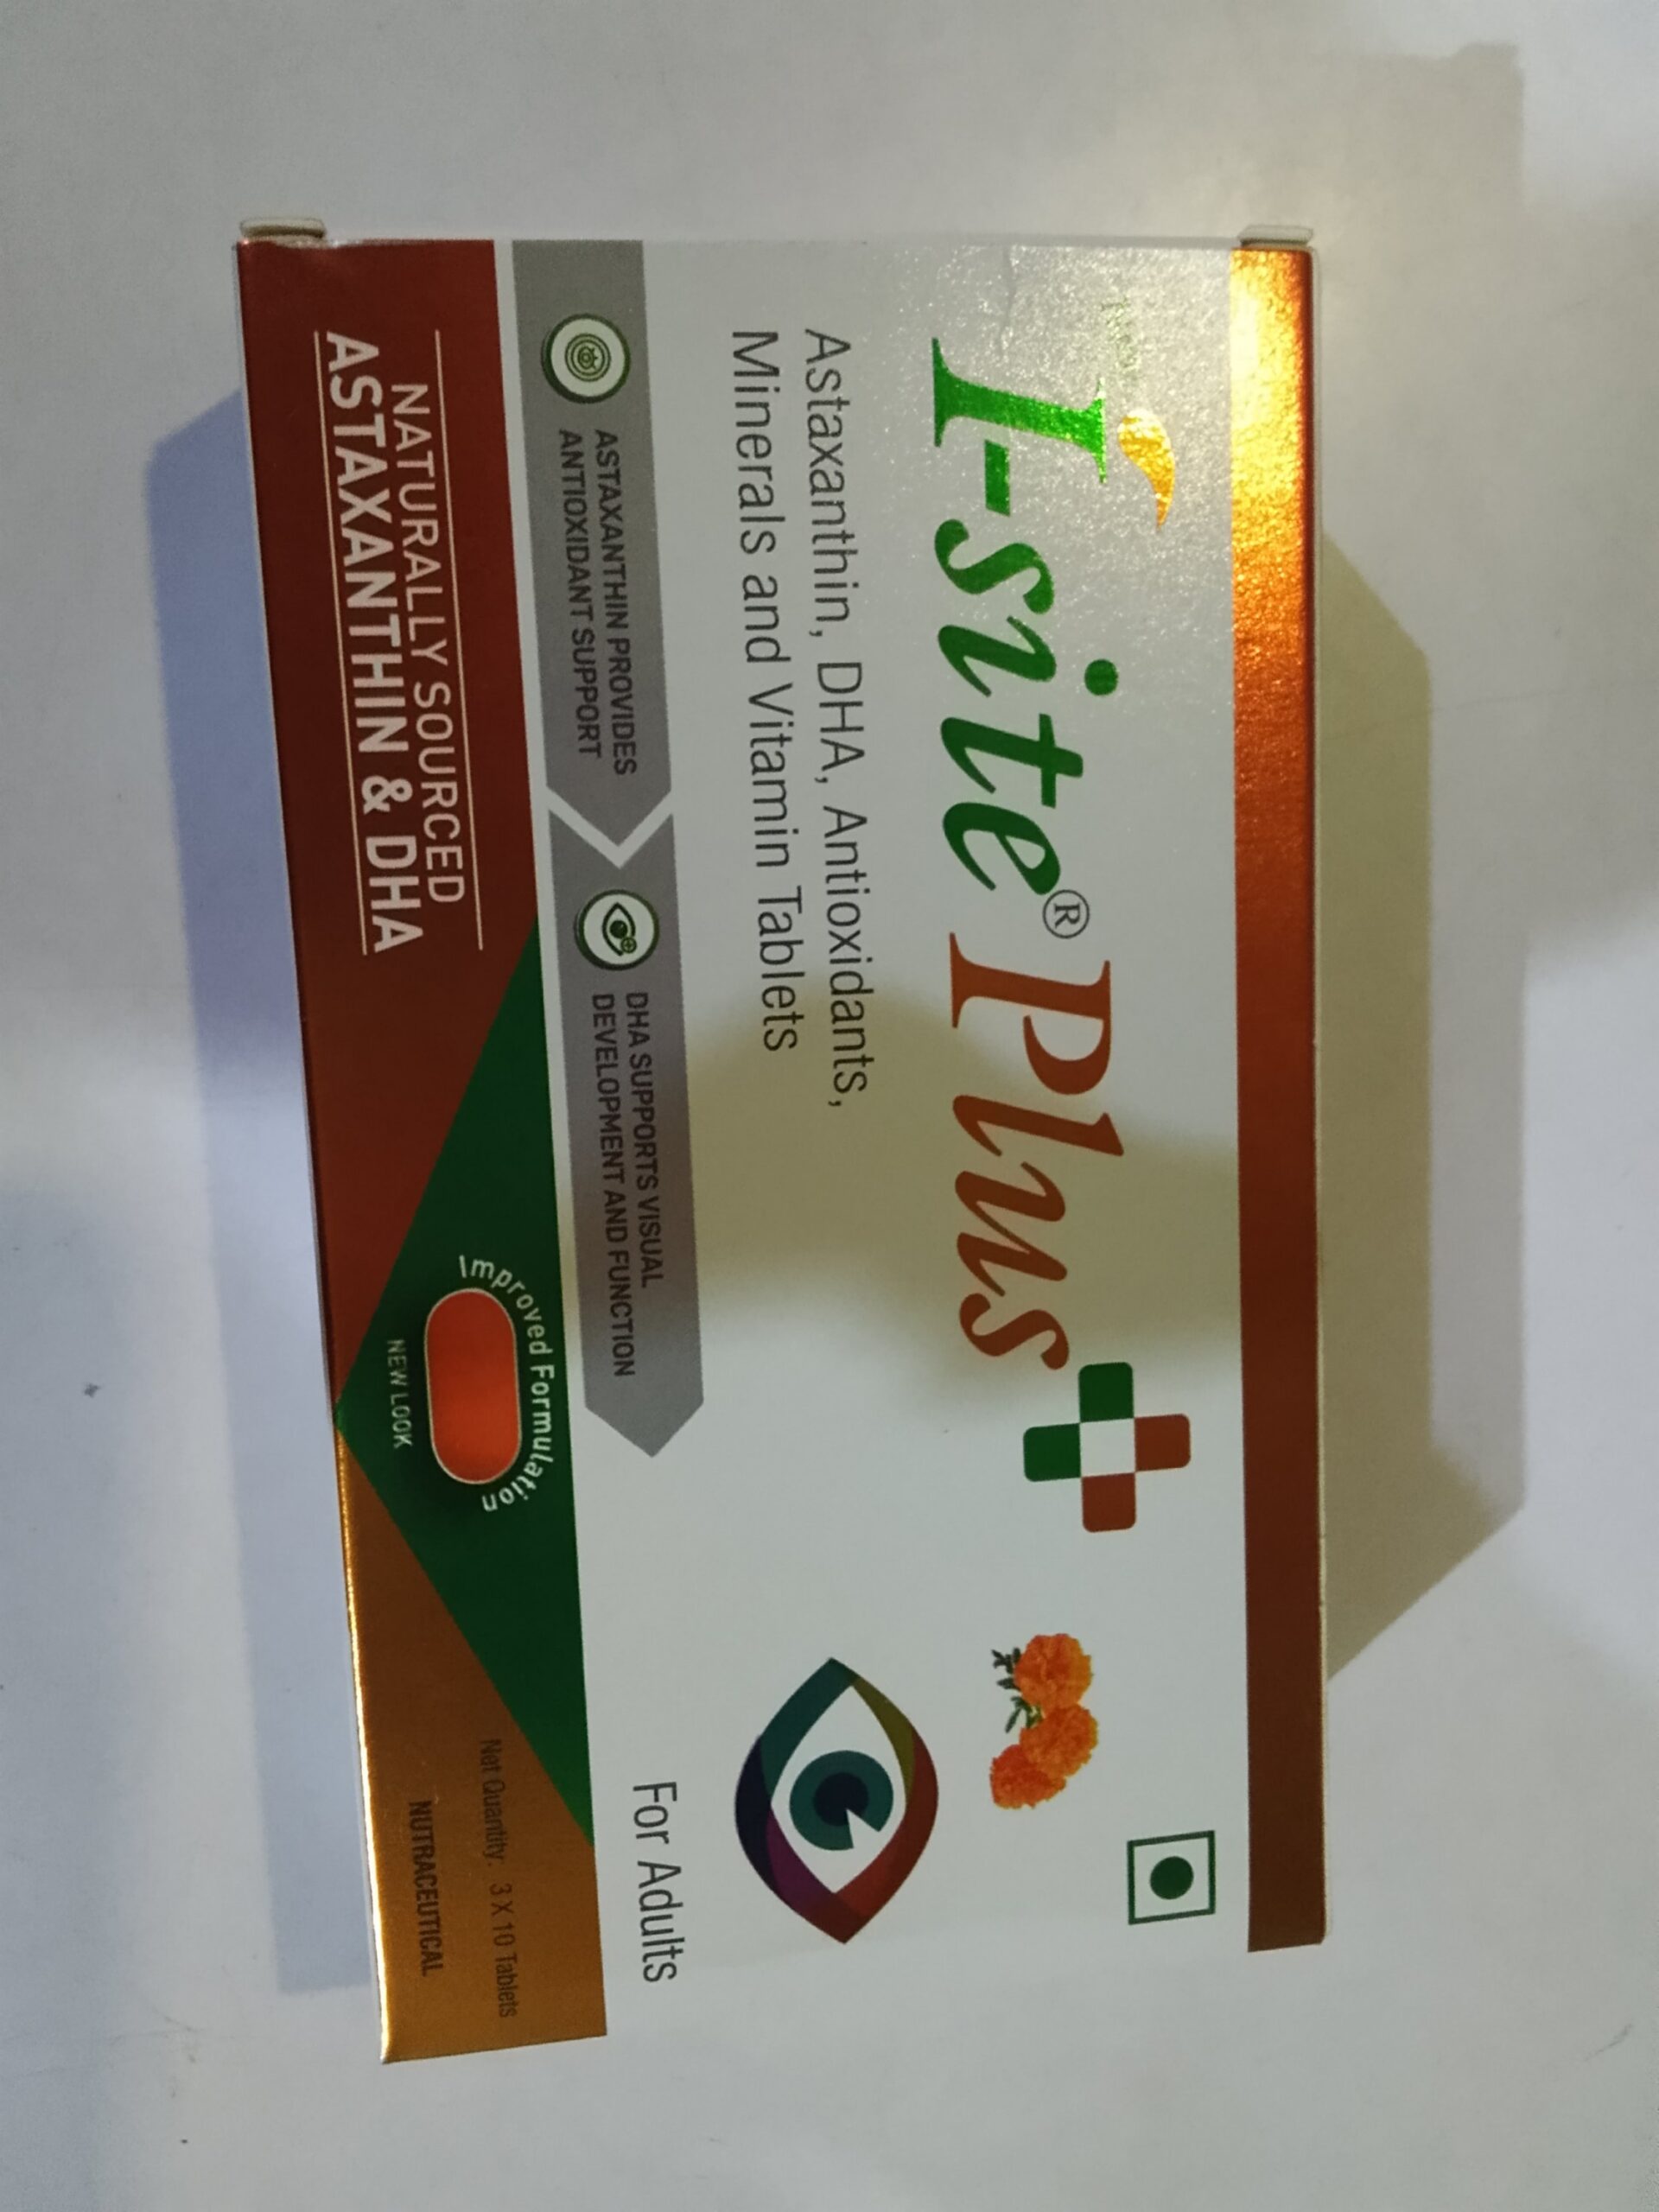 I-site® Plus
Astaxanthin, DHA, Antioxidants,
Minerals and Vitamin Tablets
ASTAXANTHIN PROVIDES
ANTIOXIDANT SUPPORT
DHA SUPPORTS VISUAL
DEVELOPMENT AND FUNCTION
For Adults
NATURALLY SOURCED
ASTAXANTHIN & DHA
Improved Formulation
NEW LOOK
Net Quantity: 3 X 10 Tablets
NUTRACEUTICAL